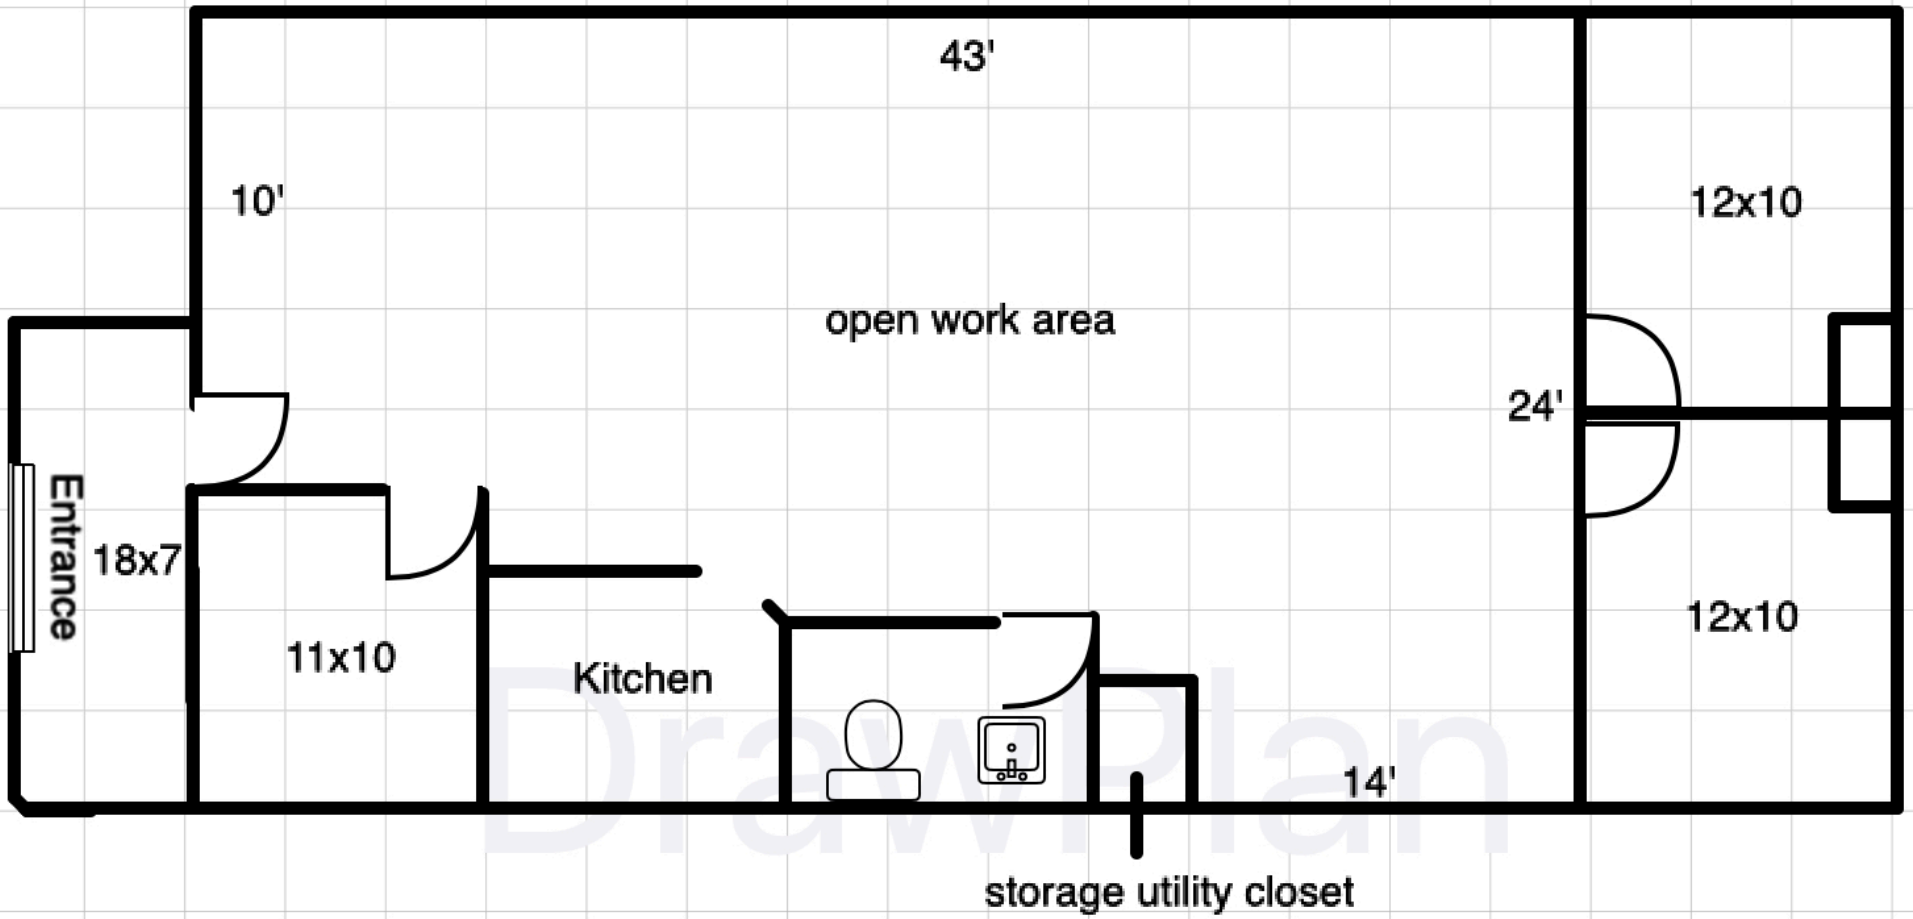 43'
10'
12x10
open work area
24'
Entrance
18x7
11x10
Kitchen
12x10
14'
DrawPlan
storage utility closet